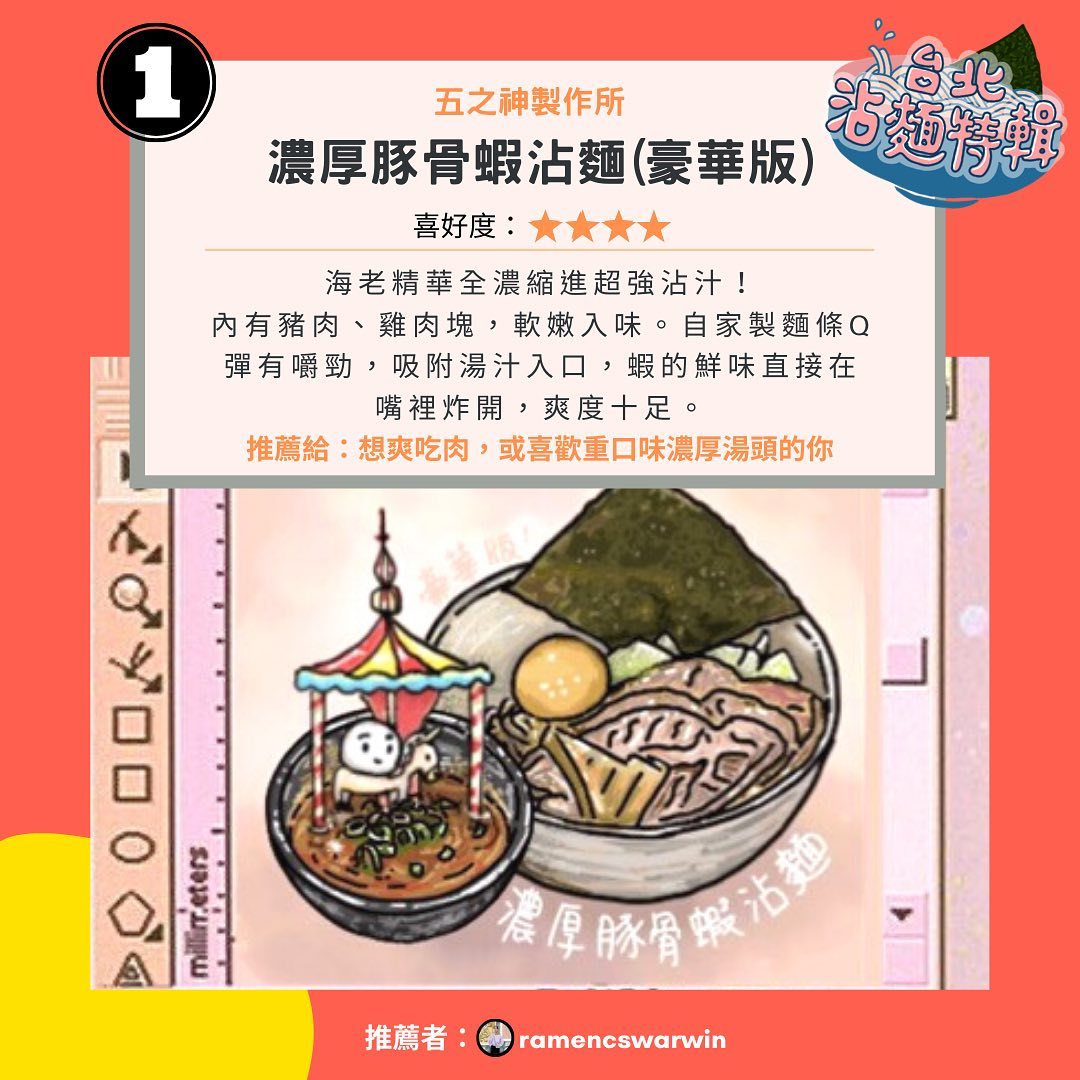 1
台北
沾麵特輯
五之神製作所
濃厚豚骨蝦沾麵(豪華版)
喜好度：★★★★
海老精華全濃縮進超強沾汁！
內有豬肉、雞肉塊，軟嫩入味。自家製麵條Q
彈有嚼勁，吸附湯汁入口，蝦的鮮味直接在
嘴裡炸開，爽度十足。
推薦給：想爽吃肉，或喜歡重口味濃厚湯頭的你
豪華版!
濃厚豚骨蝦沾麵
millimeters
推薦者：ramencswarwin